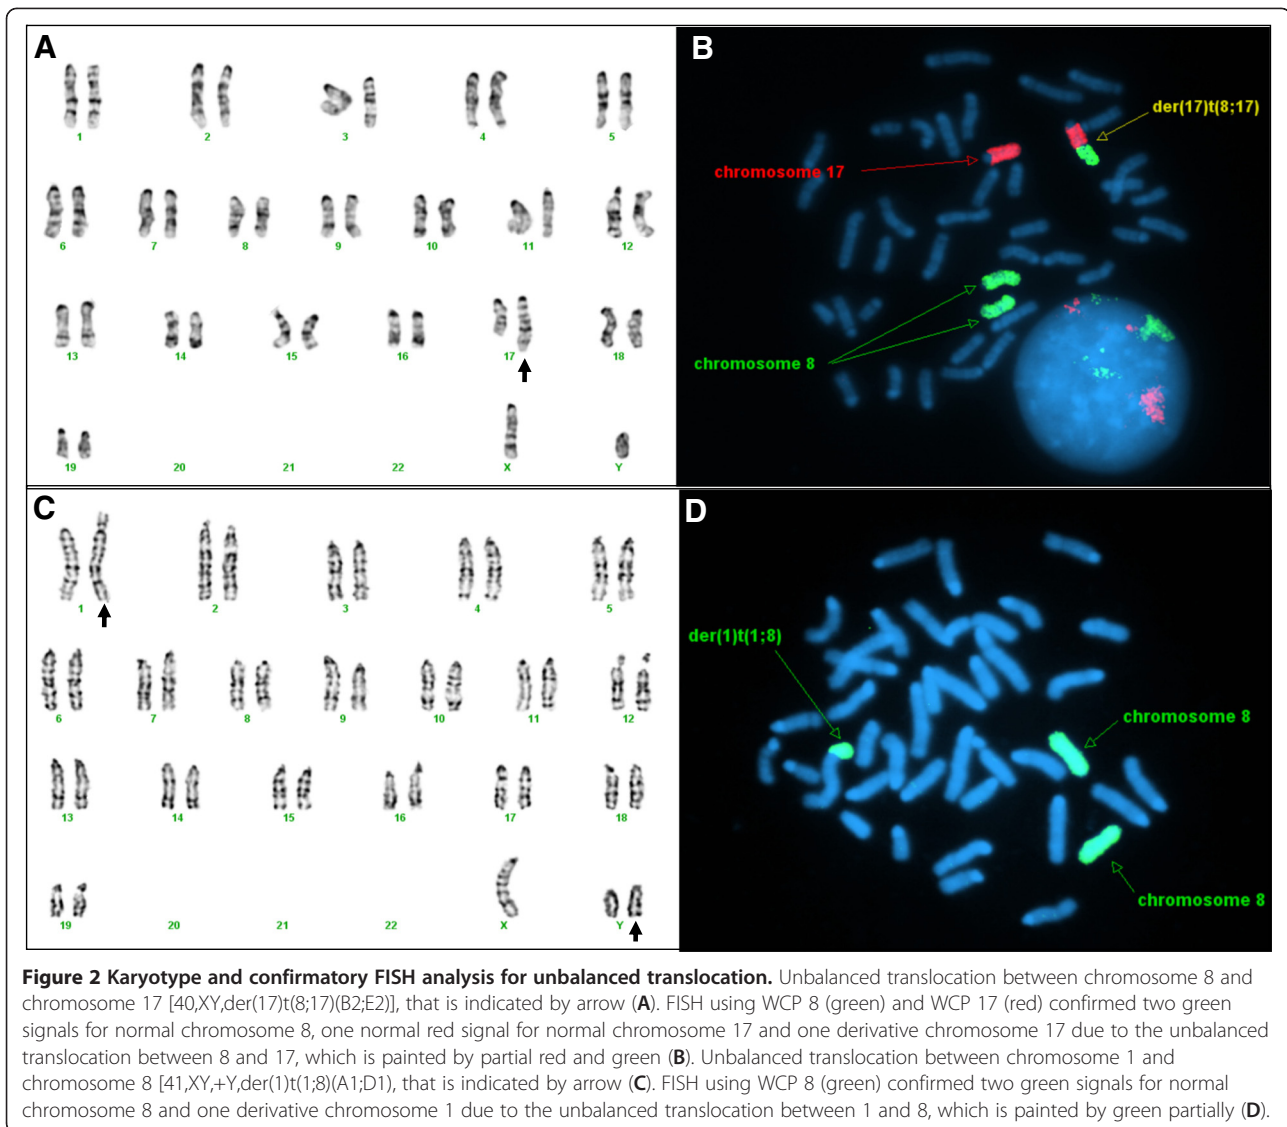 A
1 2 3 4 5
6 7 8 9 10 11 12
13 14 15 16 17 18
19 20 21 22 X Y
B
der(17)t(8;17)
chromosome 17
chromosome 8
C
1 2 3 4 5
6 7 8 9 10 11 12
13 14 15 16 17 18
19 20 21 22 X Y
D
der(1)t(1;8)
chromosome 8
chromosome 8
Figure 2 Karyotype and confirmatory FISH analysis for unbalanced translocation. Unbalanced translocation between chromosome 8 and
chromosome 17 [40,XY,der(17)t(8;17)(B2;E2)], that is indicated by arrow (A). FISH using WCP 8 (green) and WCP 17 (red) confirmed two green
signals for normal chromosome 8, one normal red signal for normal chromosome 17 and one derivative chromosome 17 due to the unbalanced
translocation between 8 and 17, which is painted by partial red and green (B). Unbalanced translocation between chromosome 1 and
chromosome 8 [41,XY,+Y,der(1)t(1;8)(A1;D1), that is indicated by arrow (C). FISH using WCP 8 (green) confirmed two green signals for normal
chromosome 8 and one derivative chromosome 1 due to the unbalanced translocation between 1 and 8, which is painted by green partially (D).